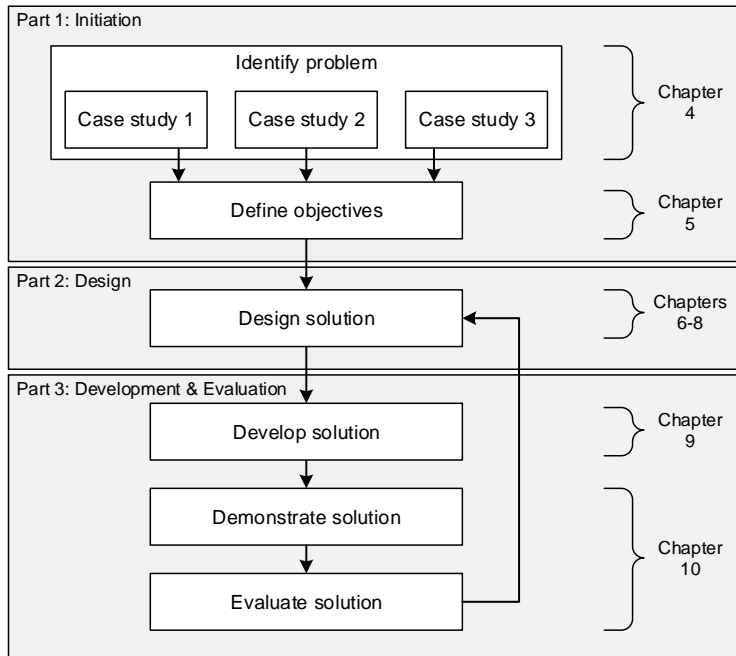 Part 1: Initiation
Identify problem
Case study 1
Case study 2
Case study 3
Chapter
4
Define objectives
Chapter
5
Part 2: Design
Design solution
Chapters
6-8
Part 3: Development & Evaluation
Develop solution
Chapter
9
Demonstrate solution
Chapter
10
Evaluate solution